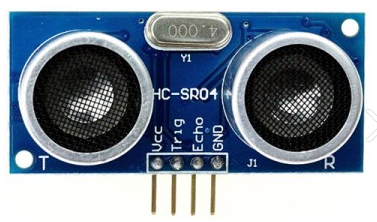 4.000
Y1
HC-SR04
Vcc
Trig
Echo
GND
T
J1
R